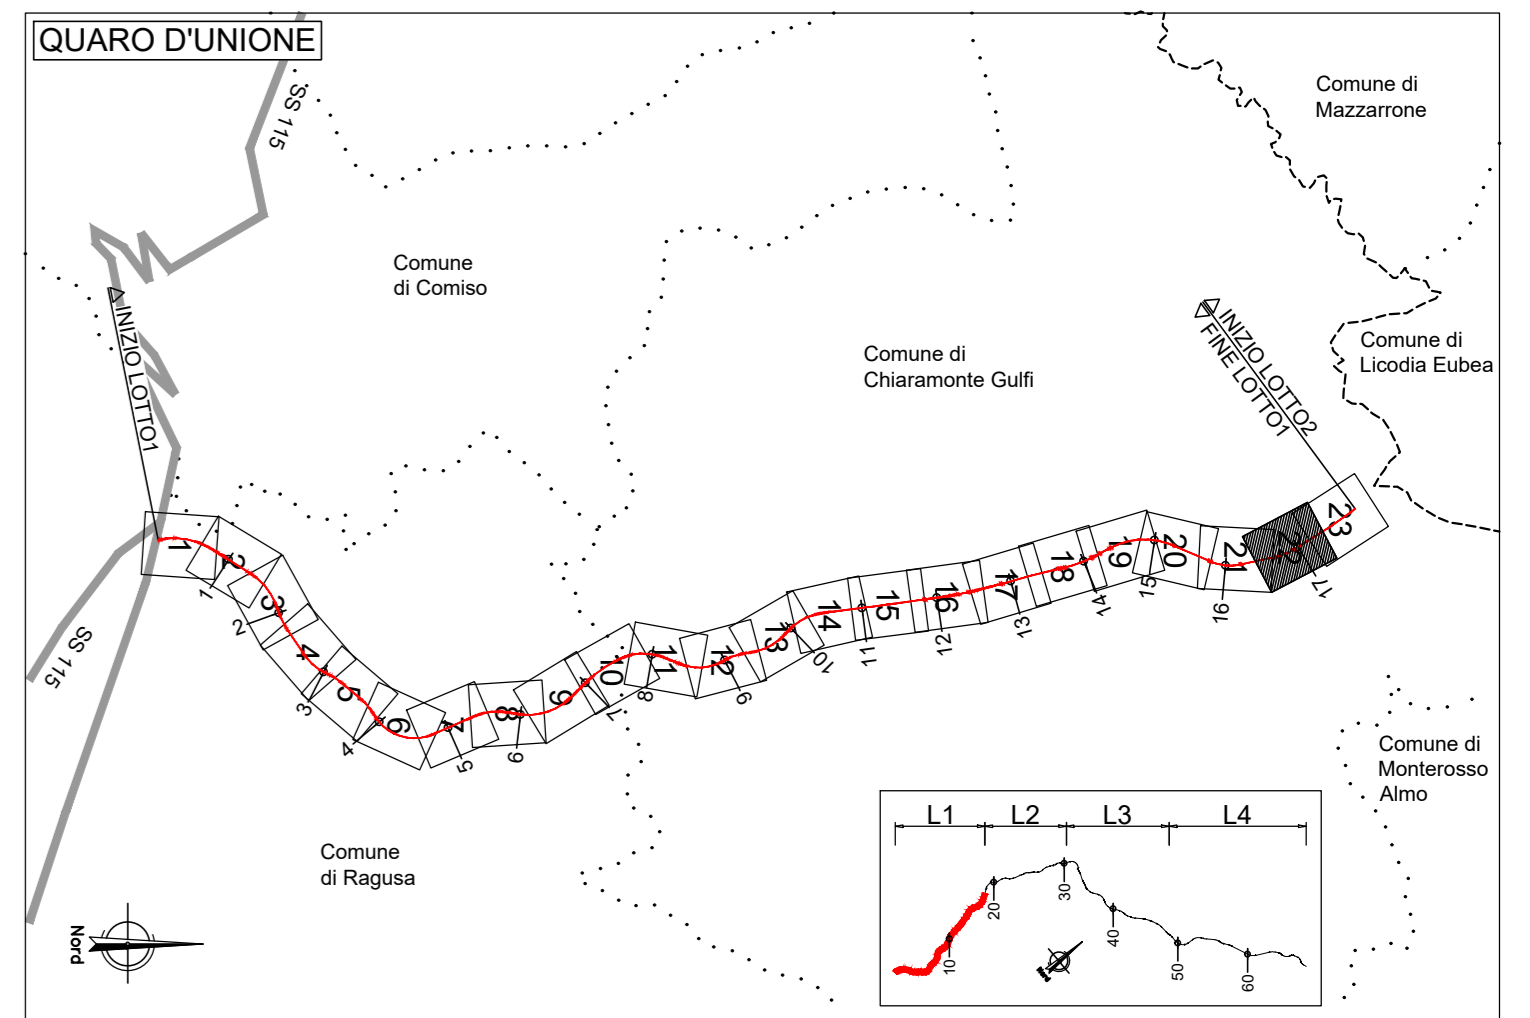 QUARO D'UNIONE
SS 115
Comune di
Mazzarrone
Comune
di Comiso
INIZIO LOTTO1
Comune di
Chiaramonte Gulfi
INIZIO LOTTO2
FINE LOTTO1
Comune di
Licodia Eubea
1
2
3
4
5
6
7
8
9
10
11
12
13
14
15
16
17
18
19
20
21
22
23
1
2
3
4
5
6
7
8
9
10
11
12
13
14
15
16
17
SS 115
Comune di
Monterosso
Almo
Comune
di Ragusa
Nord
L1 L2 L3 L4
10
20
30
40
50
60